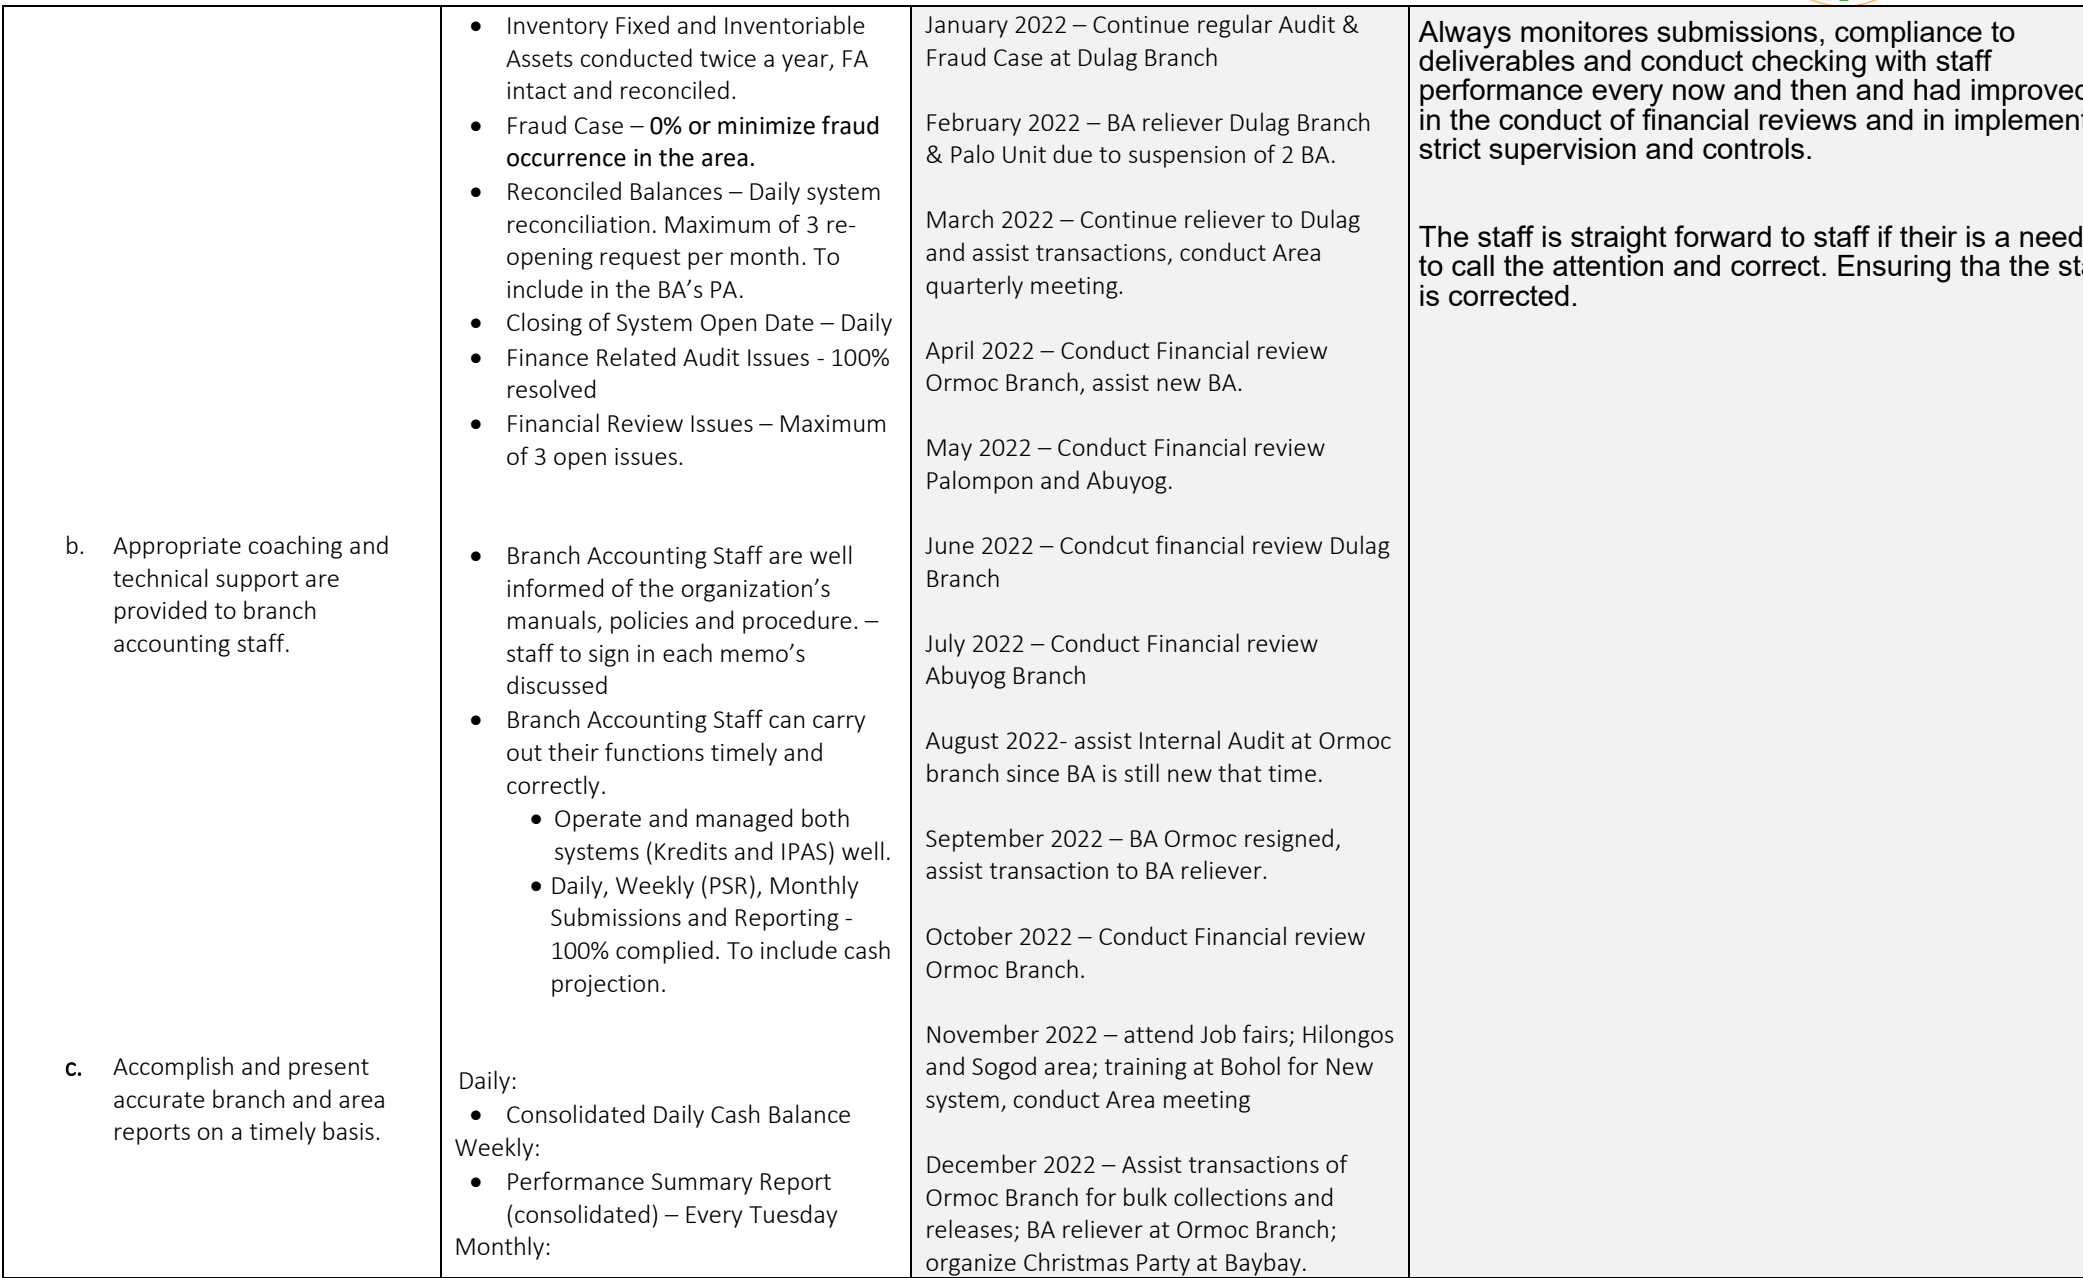 • Inventory Fixed and Inventoriable
Assets conducted twice a year, FA
intact and reconciled.
• Fraud Case – 0% or minimize fraud
occurrence in the area.
• Reconciled Balances – Daily system
reconciliation. Maximum of 3 re-
opening request per month. To
include in the BA’s PA.
• Closing of System Open Date – Daily
• Finance Related Audit Issues - 100%
resolved
• Financial Review Issues – Maximum
of 3 open issues.
b. Appropriate coaching and
technical support are
provided to branch
accounting staff.
• Branch Accounting Staff are well
informed of the organization’s
manuals, policies and procedure. –
staff to sign in each memo’s
discussed
• Branch Accounting Staff can carry
out their functions timely and
correctly.
• Operate and managed both
systems (Kredits and IPAS) well.
• Daily, Weekly (PSR), Monthly
Submissions and Reporting -
100% complied. To include cash
projection.
c. Accomplish and present
accurate branch and area
reports on a timely basis.
Daily:
• Consolidated Daily Cash Balance
Weekly:
• Performance Summary Report
(consolidated) – Every Tuesday
Monthly:
January 2022 – Continue regular Audit &
Fraud Case at Dulag Branch
February 2022 – BA reliever Dulag Branch
& Palo Unit due to suspension of 2 BA.
March 2022 – Continue reliever to Dulag
and assist transactions, conduct Area
quarterly meeting.
April 2022 – Conduct Financial review
Ormoc Branch, assist new BA.
May 2022 – Conduct Financial review
Palompon and Abuyog.
June 2022 – Condcut financial review Dulag
Branch
July 2022 – Conduct Financial review
Abuyog Branch
August 2022- assist Internal Audit at Ormoc
branch since BA is still new that time.
September 2022 – BA Ormoc resigned,
assist transaction to BA reliever.
October 2022 – Conduct Financial review
Ormoc Branch.
November 2022 – attend Job fairs; Hilongos
and Sogod area; training at Bohol for New
system, conduct Area meeting
December 2022 – Assist transactions of
Ormoc Branch for bulk collections and
releases; BA reliever at Ormoc Branch;
organize Christmas Party at Baybay.
Always monitores submissions, compliance to
deliverables and conduct checking with staff
performance every now and then and had improved
in the conduct of financial reviews and in implement
strict supervision and controls.
The staff is straight forward to staff if their is a need
to call the attention and correct. Ensuring tha the
is corrected.